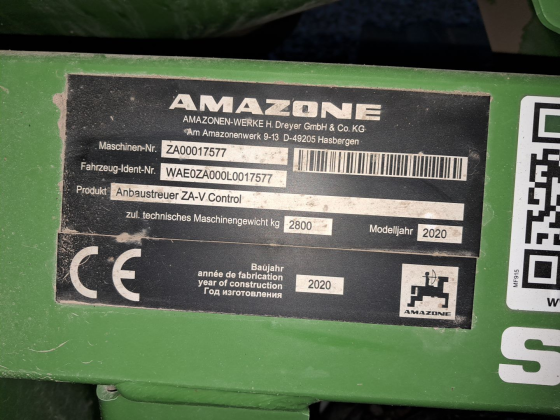 AMAZONE
AMAZONEN-WERKE H. Dreyer GmbH & Co. KG
Am Amazonenwerk 9-13 D-49205 Hasbergen
Maschinen-Nr. ZA00017577
Fahrzeug-Ident-Nr. WAE0ZA000L0017577
Produkt Anbaustreuer ZA-V Control
zul. technisches Maschinengewicht kg 2800 Modelljahr 2020
CE
Baujahr
année de fabrication
year of construction
Год изготовления
2020
AMAZONE
MF915
w
S